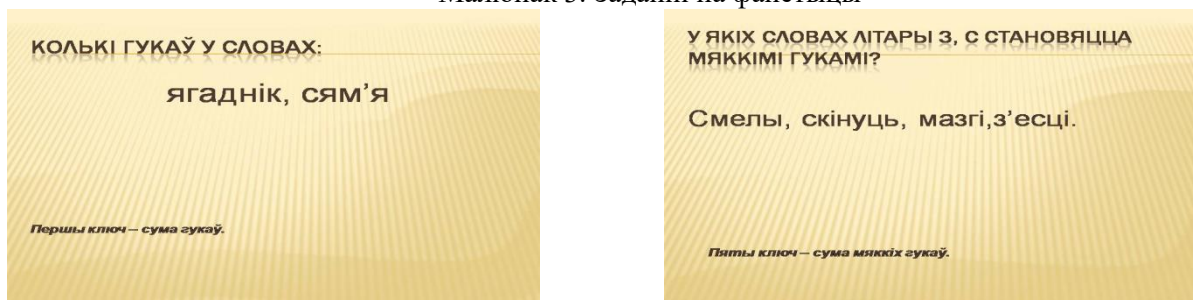 Малюнак 3. Заданні па фанетыцы
КОЛЬКІ ГУКАЎ У СЛОВАХ:
ягаднік, сям’я
Першы ключ – сума гукаў.
У ЯКІХ СЛОВАХ ЛІТАРЫ З, С СТАНОВЯЦЦА
МЯККІМІ ГУКАМІ?
Смелы, скінуць, мазгі,з’есці.
Пяты ключ – сума мяккіх гукаў.